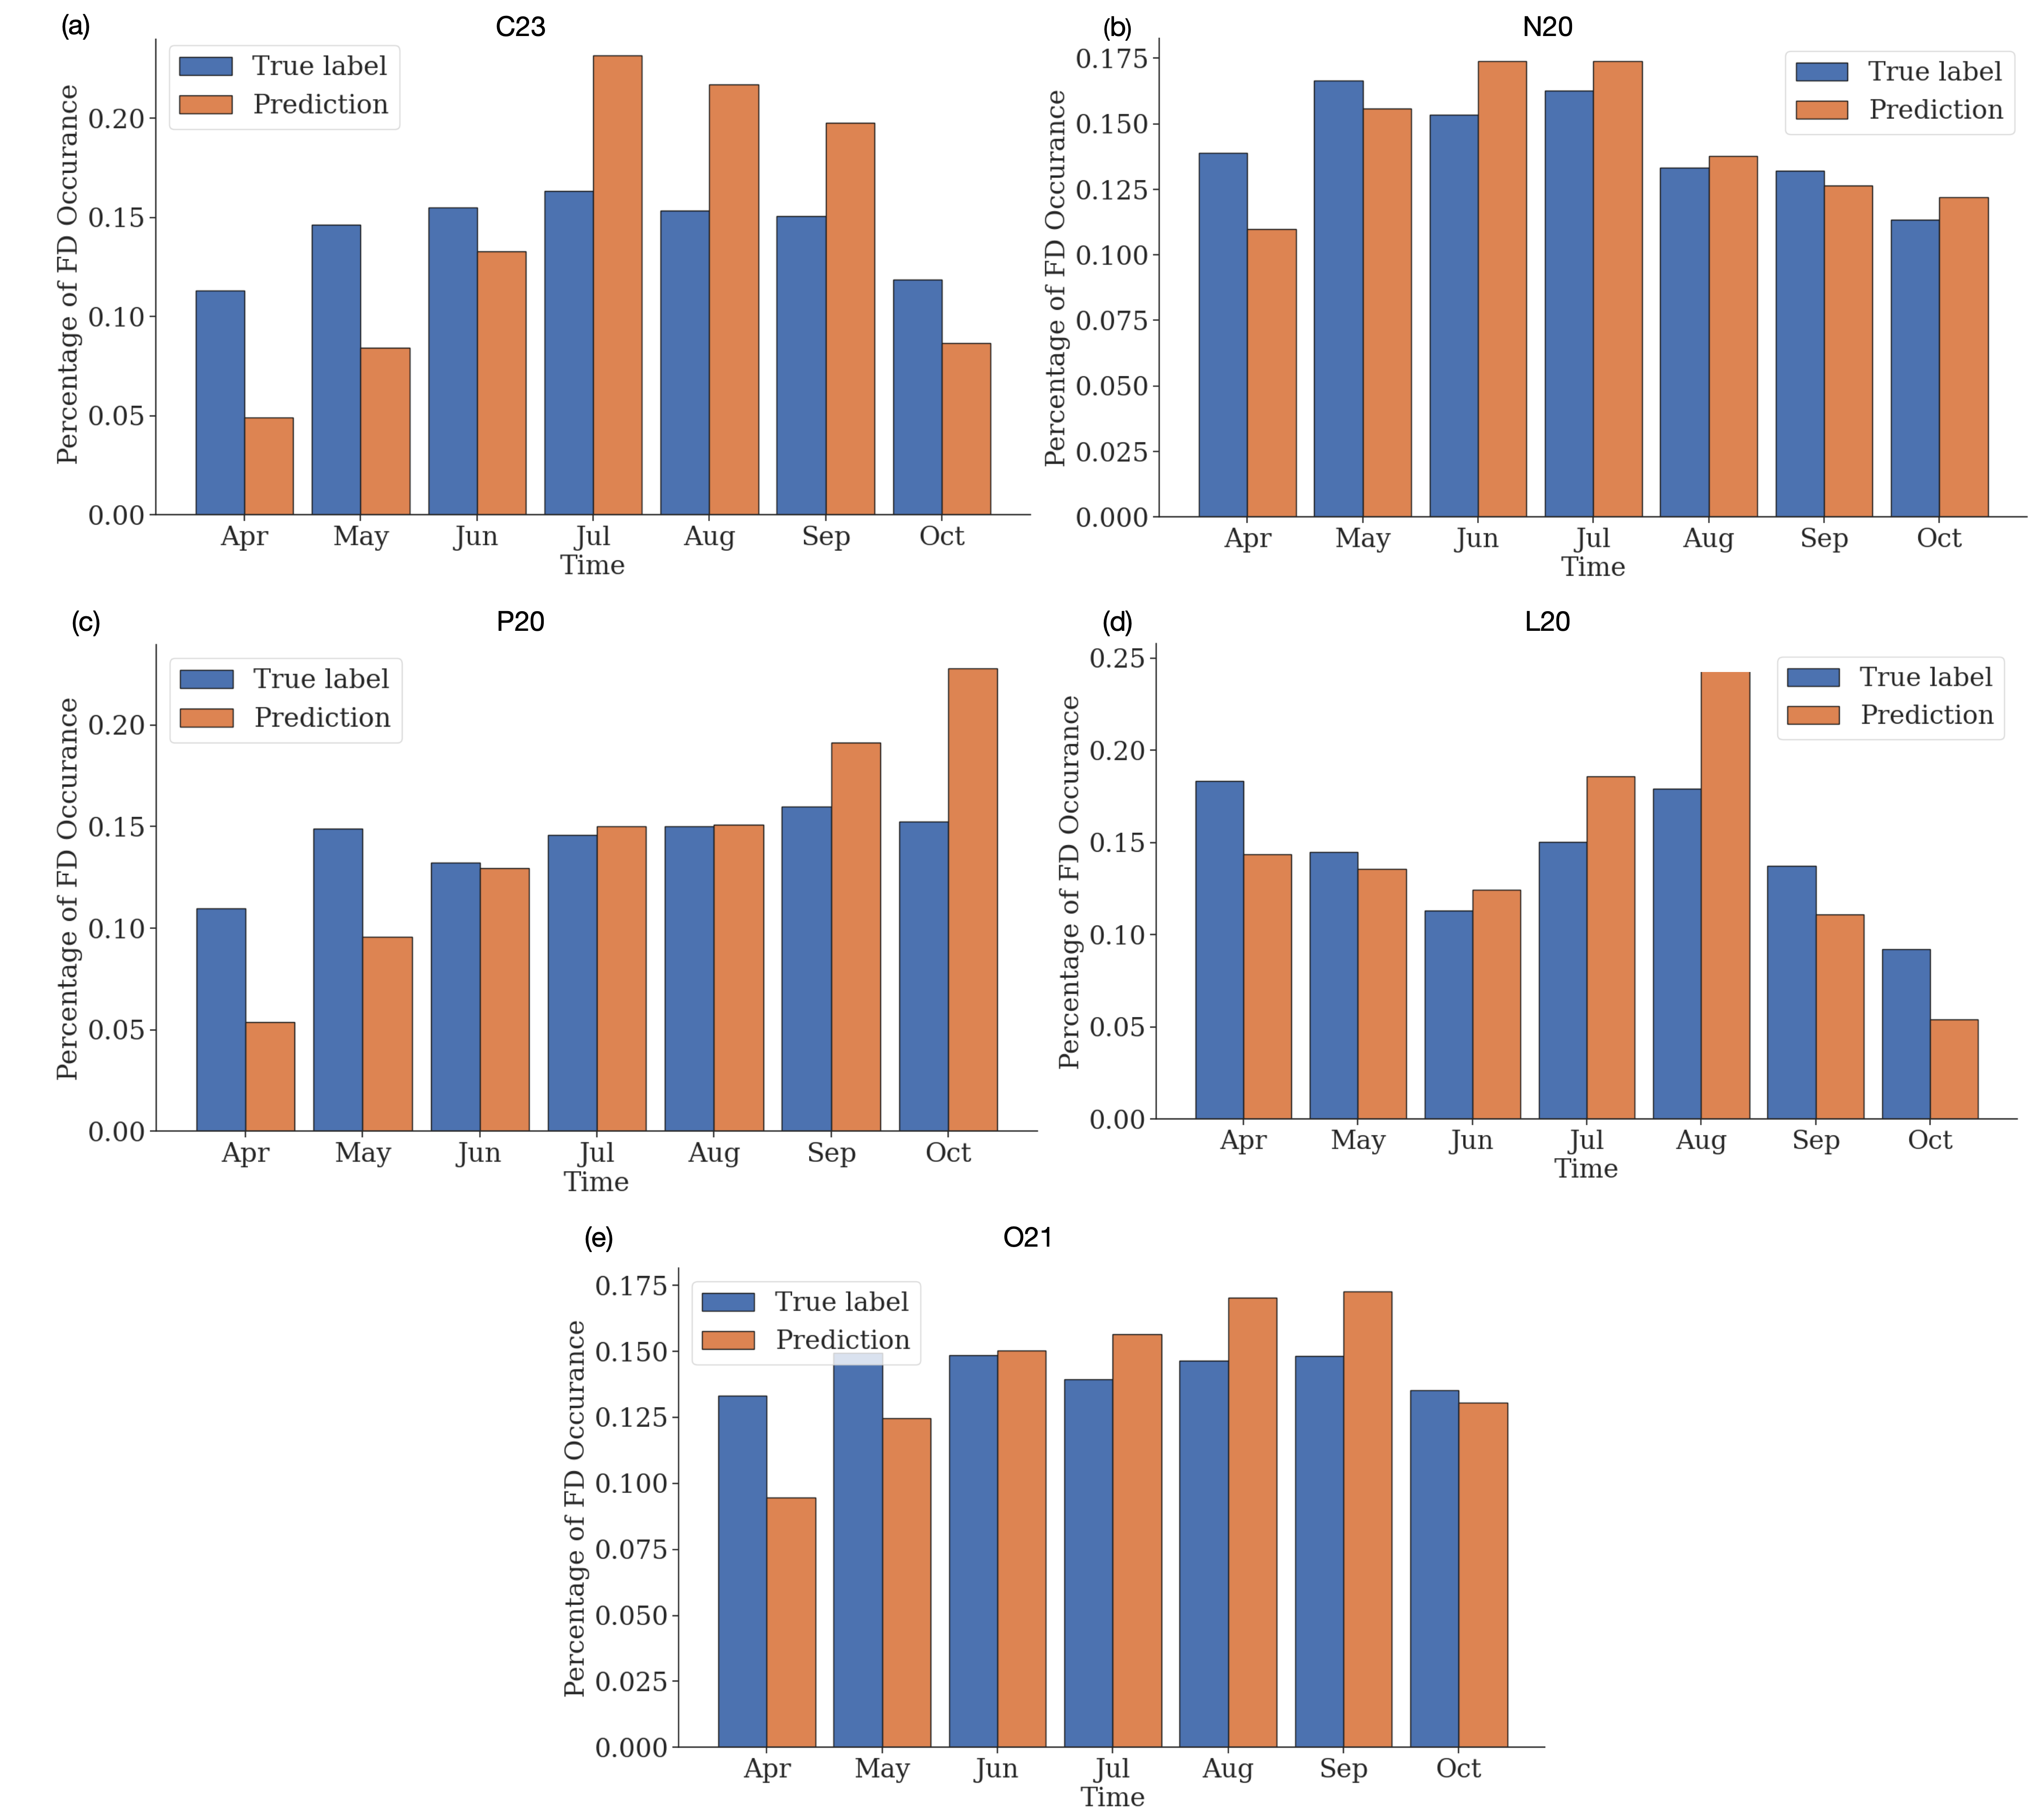 (a) C23
True label
Prediction
Percentage of FD Occurance
0.20
0.15
0.10
0.05
0.00
Apr May Jun Jul Aug Sep Oct
Time
(b) N20
True label
Prediction
Percentage of FD Occurance
0.175
0.150
0.125
0.100
0.075
0.050
0.025
0.000
Apr May Jun Jul Aug Sep Oct
Time
(c) P20
True label
Prediction
Percentage of FD Occurance
0.20
0.15
0.10
0.05
0.00
Apr May Jun Jul Aug Sep Oct
Time
(d) L20
True label
Prediction
Percentage of FD Occurance
0.25
0.20
0.15
0.10
0.05
0.00
Apr May Jun Jul Aug Sep Oct
Time
(e) O21
True label
Prediction
Percentage of FD Occurance
0.175
0.150
0.125
0.100
0.075
0.050
0.025
0.000
Apr May Jun Jul Aug Sep Oct
Time